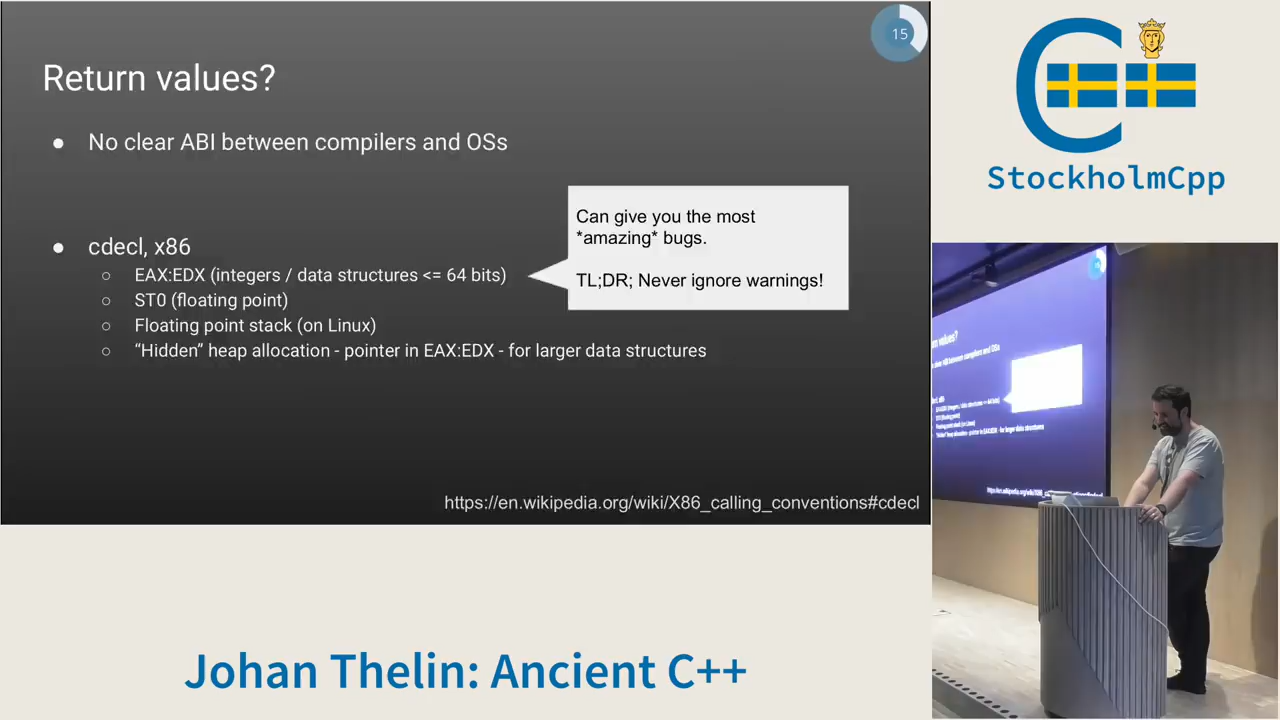 15
Return values?
● No clear ABI between compilers and OSs
● cdecl, x86
○ EAX:EDX (integers / data structures <= 64 bits)
○ ST0 (floating point)
○ Floating point stack (on Linux)
○ “Hidden” heap allocation - pointer in EAX:EDX - for larger data structures
Can give you the most
*amazing* bugs.
TL;DR; Never ignore warnings!
https://en.wikipedia.org/wiki/X86_calling_conventions#cdecl
StockholmCpp
Johan Thelin: Ancient C++